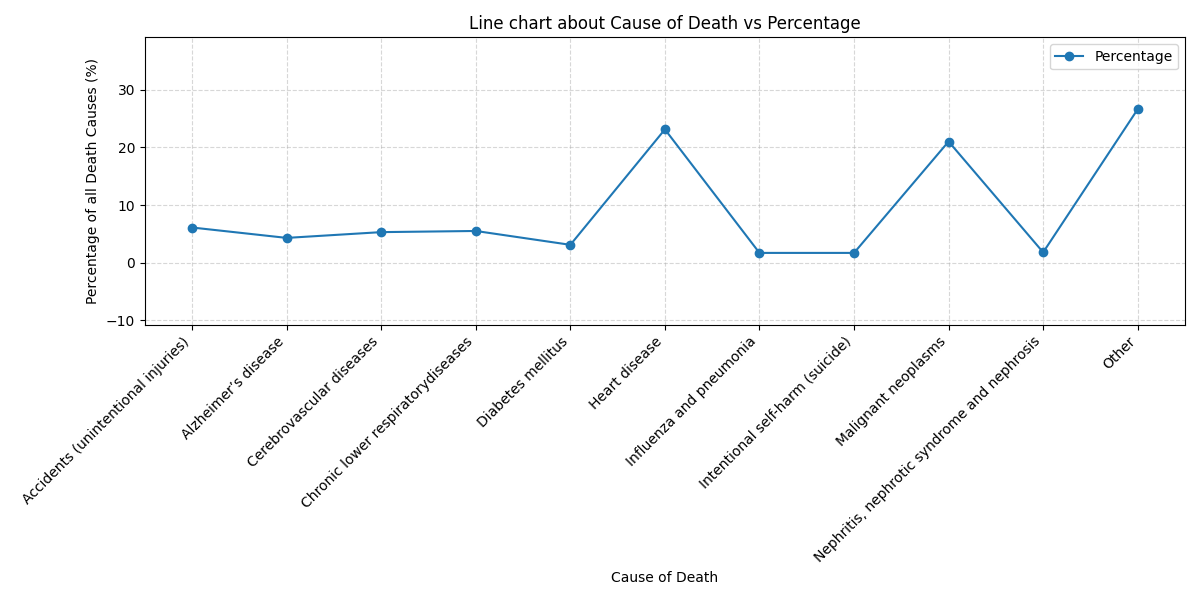 Line chart about Cause of Death vs Percentage
Percentage
Percentage of all Death Causes (%)
30
20
10
0
−10
Accidents (unintentional injuries)
Alzheimer’s disease
Cerebrovascular diseases
Chronic lower respiratorydiseases
Diabetes mellitus
Heart disease
Influenza and pneumonia
Intentional self-harm (suicide)
Malignant neoplasms
Nephritis, nephrotic syndrome and nephrosis
Other
Cause of Death